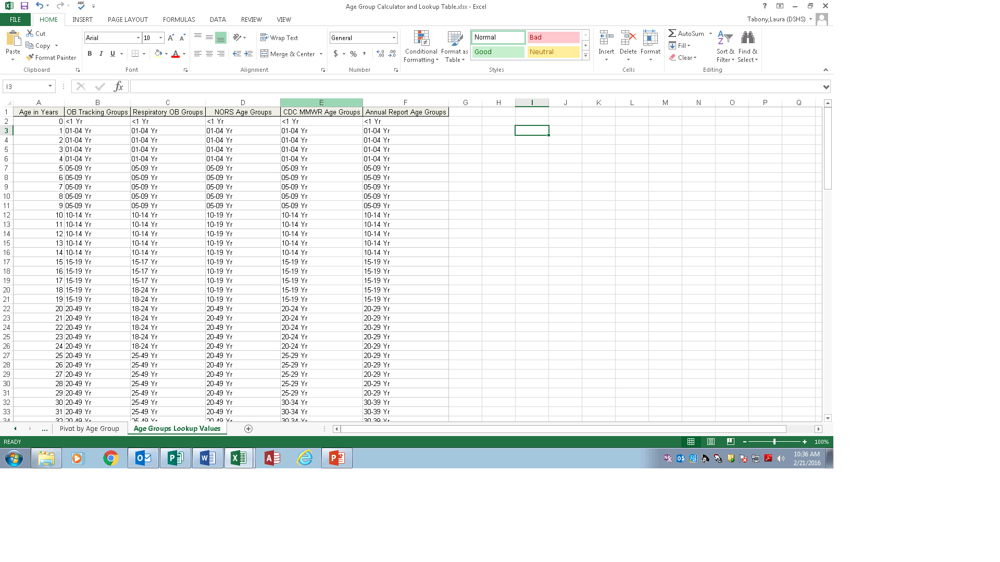 Age Group Calculator and Lookup Table.xlsx - Excel
FILE HOME INSERT PAGE LAYOUT FORMULAS DATA REVIEW VIEW Tabony,Laura (DSHS)
Paste Cut Copy Format Painter Clipboard
Arial 10 B I U Font
Wrap Text Merge & Center Alignment
General $ % , Number
Conditional Formatting Format as Table Normal Bad Good Neutral Styles
Insert Delete Format Cells
AutoSum Fill Clear Sort & Filter Find & Select Editing
I3 fx
A B C D E F G H I J K L M N O P Q
1 Age in Years OB Tracking Groups Respiratory OB Groups NORS Age Groups CDC MMWR Age Groups Annual Report Age Groups
2 0 <1 Yr <1 Yr <1 Yr <1 Yr <1 Yr
3 1 01-04 Yr 01-04 Yr 01-04 Yr 01-04 Yr 01-04 Yr
4 2 01-04 Yr 01-04 Yr 01-04 Yr 01-04 Yr 01-04 Yr
5 3 01-04 Yr 01-04 Yr 01-04 Yr 01-04 Yr 01-04 Yr
6 4 01-04 Yr 01-04 Yr 01-04 Yr 01-04 Yr 01-04 Yr
7 5 05-09 Yr 05-09 Yr 05-09 Yr 05-09 Yr 05-09 Yr
8 6 05-09 Yr 05-09 Yr 05-09 Yr 05-09 Yr 05-09 Yr
9 7 05-09 Yr 05-09 Yr 05-09 Yr 05-09 Yr 05-09 Yr
10 8 05-09 Yr 05-09 Yr 05-09 Yr 05-09 Yr 05-09 Yr
11 9 05-09 Yr 05-09 Yr 05-09 Yr 05-09 Yr 05-09 Yr
12 10 10-14 Yr 10-14 Yr 10-19 Yr 10-14 Yr 10-14 Yr
13 11 10-14 Yr 10-14 Yr 10-19 Yr 10-14 Yr 10-14 Yr
14 12 10-14 Yr 10-14 Yr 10-19 Yr 10-14 Yr 10-14 Yr
15 13 10-14 Yr 10-14 Yr 10-19 Yr 10-14 Yr 10-14 Yr
16 14 10-14 Yr 10-14 Yr 10-19 Yr 10-14 Yr 10-14 Yr
17 15 15-19 Yr 15-17 Yr 10-19 Yr 15-19 Yr 15-19 Yr
18 16 15-19 Yr 15-17 Yr 10-19 Yr 15-19 Yr 15-19 Yr
19 17 15-19 Yr 15-17 Yr 10-19 Yr 15-19 Yr 15-19 Yr
20 18 15-19 Yr 18-24 Yr 10-19 Yr 15-19 Yr 15-19 Yr
21 19 15-19 Yr 18-24 Yr 10-19 Yr 15-19 Yr 15-19 Yr
22 20 20-49 Yr 18-24 Yr 20-49 Yr 20-24 Yr 20-29 Yr
23 21 20-49 Yr 18-24 Yr 20-49 Yr 20-24 Yr 20-29 Yr
24 22 20-49 Yr 18-24 Yr 20-49 Yr 20-24 Yr 20-29 Yr
25 23 20-49 Yr 18-24 Yr 20-49 Yr 20-24 Yr 20-29 Yr
26 24 20-49 Yr 18-24 Yr 20-49 Yr 20-24 Yr 20-29 Yr
27 25 20-49 Yr 25-49 Yr 20-49 Yr 25-29 Yr 20-29 Yr
28 26 20-49 Yr 25-49 Yr 20-49 Yr 25-29 Yr 20-29 Yr
29 27 20-49 Yr 25-49 Yr 20-49 Yr 25-29 Yr 20-29 Yr
30 28 20-49 Yr 25-49 Yr 20-49 Yr 25-29 Yr 20-29 Yr
31 29 20-49 Yr 25-49 Yr 20-49 Yr 25-29 Yr 20-29 Yr
32 30 20-49 Yr 25-49 Yr 20-49 Yr 30-34 Yr 30-39 Yr
33 31 20-49 Yr 25-49 Yr 20-49 Yr 30-34 Yr 30-39 Yr
34 32 20-49 Yr 25-49 Yr 20-49 Yr 30-34 Yr 30-39 Yr
... Pivot by Age Group Age Groups Lookup Values
READY 100%
10:36 AM
2/21/2016